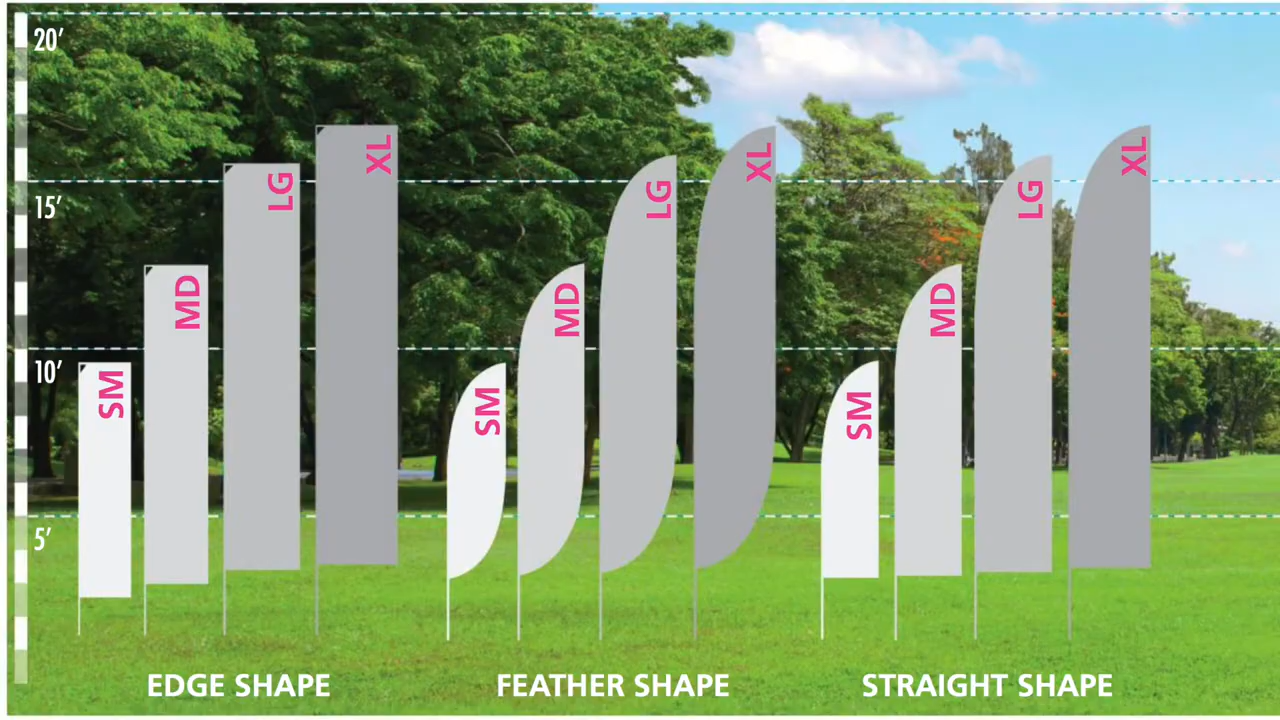 20′
15′
10′
5′
SM
MD
LG
XL
SM
MD
LG
XL
SM
MD
LG
XL
EDGE SHAPE
FEATHER SHAPE
STRAIGHT SHAPE